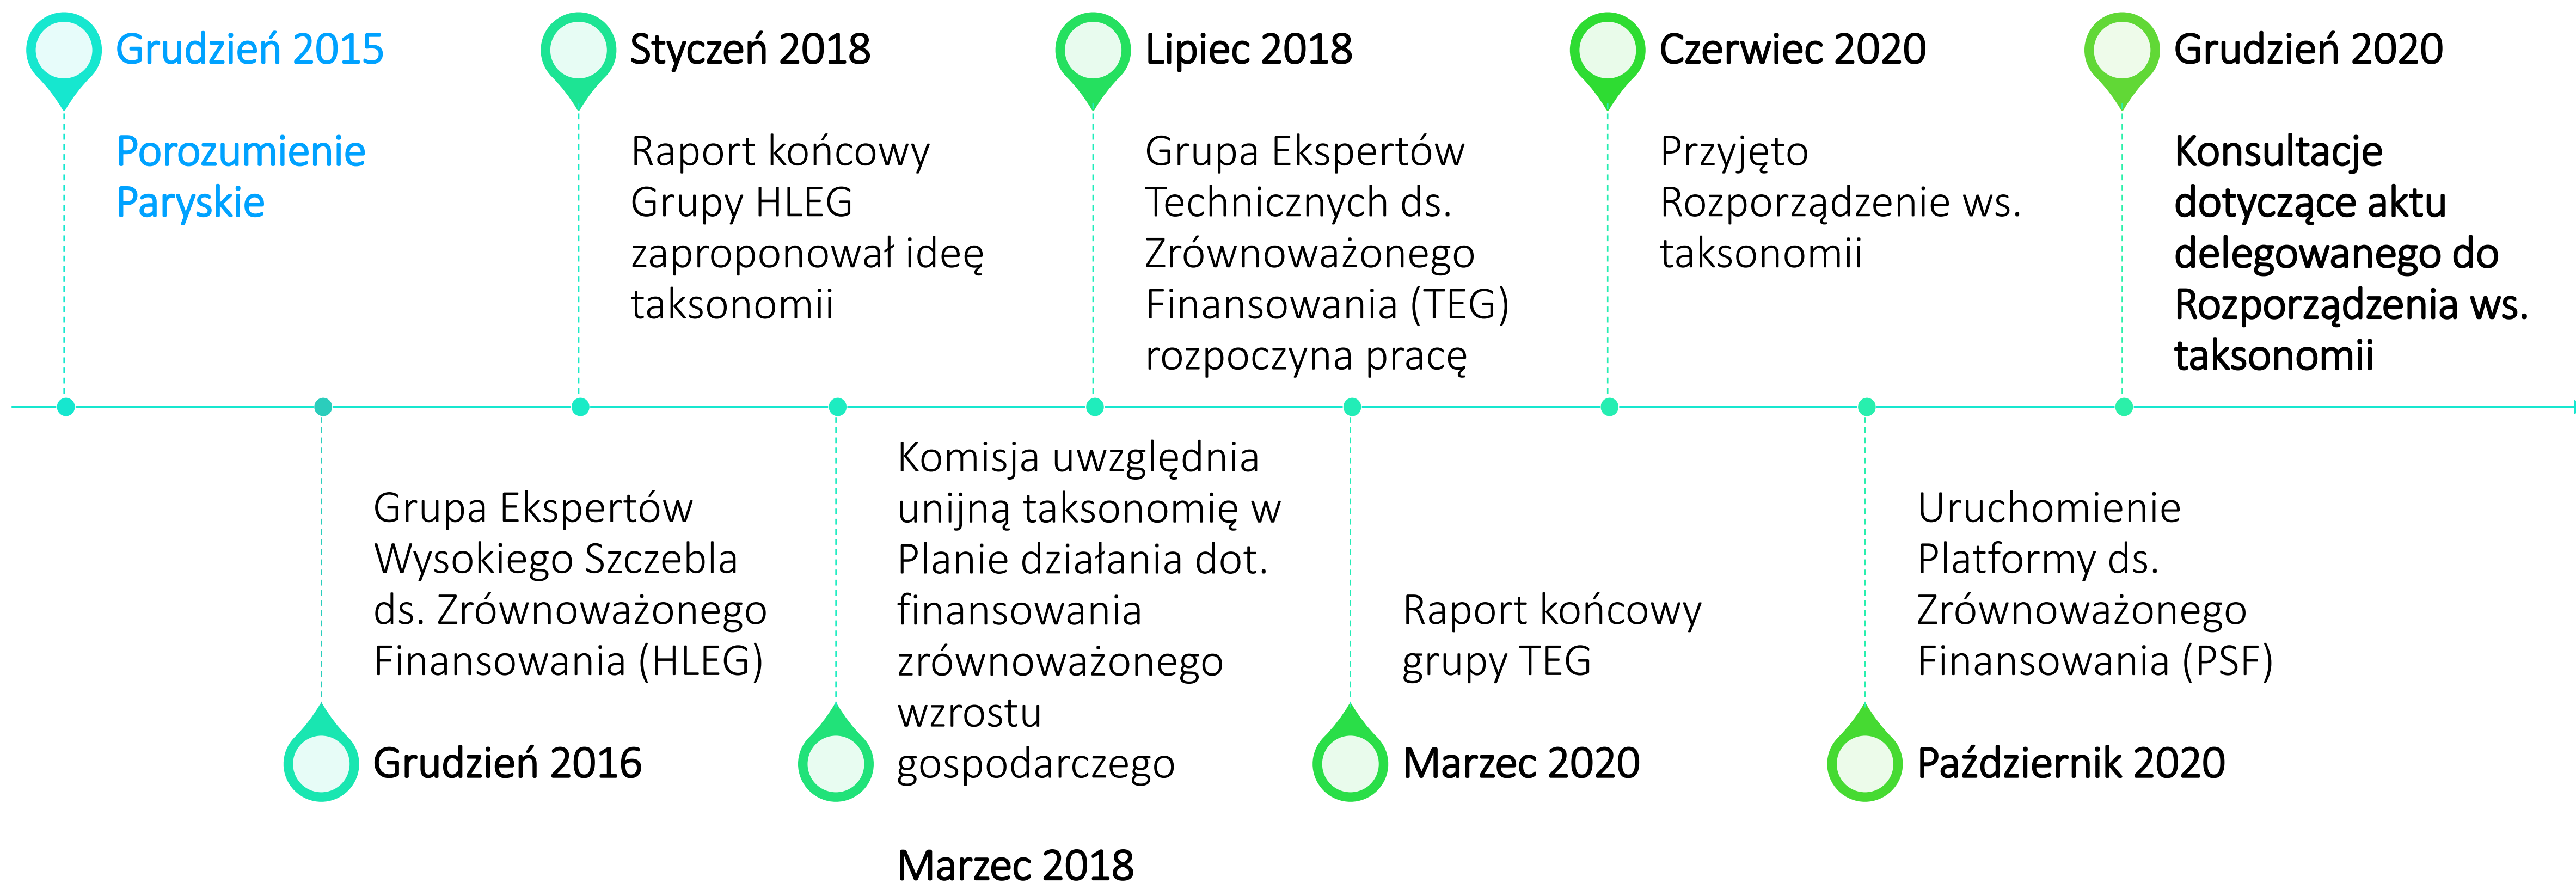 Grudzień 2015
Porozumienie
Paryskie
Styczeń 2018
Raport końcowy
Grupy HLEG
zaproponował ideę
taksonomii
Lipiec 2018
Grupa Ekspertów
Technicznych ds.
Zrównoważonego
Finansowania (TEG)
rozpoczyna pracę
Czerwiec 2020
Przyjęto
Rozporządzenie ws.
taksonomii
Grudzień 2020
Konsultacje
dotyczące aktu
delegowanego do
Rozporządzenia ws.
taksonomii
Grupa Ekspertów
Wysokiego Szczebla
ds. Zrównoważonego
Finansowania (HLEG)
Grudzień 2016
Komisja uwzględnia
unijną taksonomię w
Planie działania dot.
finansowania
zrównoważonego
wzrostu
gospodarczego
Marzec 2018
Raport końcowy
grupy TEG
Marzec 2020
Uruchomienie
Platformy ds.
Zrównoważonego
Finansowania (PSF)
Październik 2020